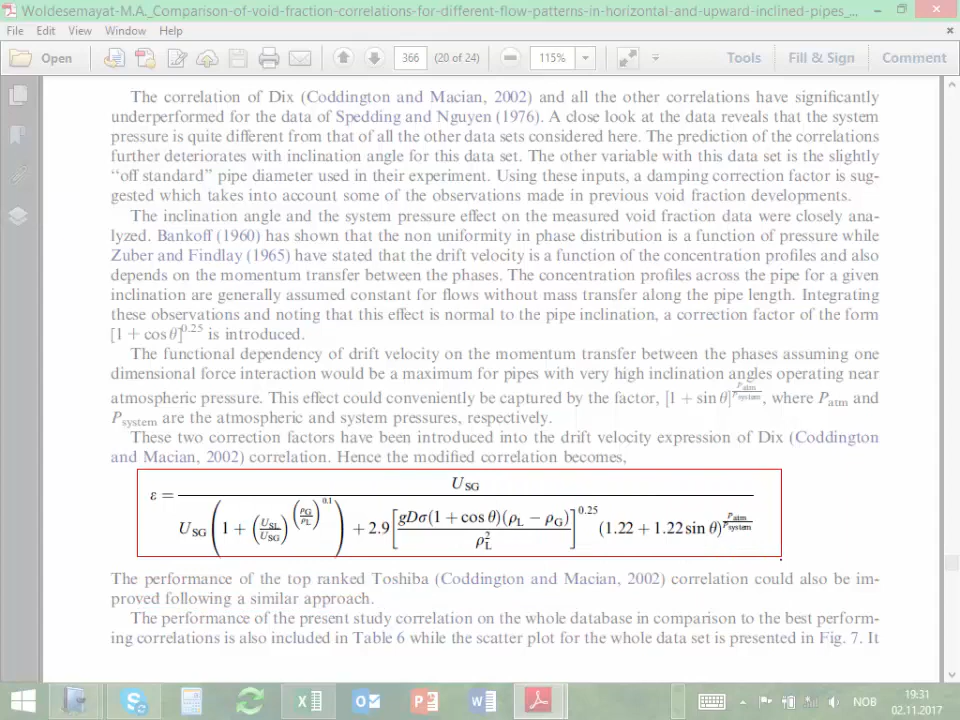 Woldesemayat-M.A._Comparison-of-void-fraction-correlations-for-different-flow-patterns-in-horizontal-and-upward-inclined-pipes_...
File Edit View Window Help
Open 366 (20 of 24) 115% Tools Fill & Sign Comment
The correlation of Dix (Coddington and Macian, 2002) and all the other correlations have significantly
underperformed for the data of Spedding and Nguyen (1976). A close look at the data reveals that the system
pressure is quite different from that of all the other data sets considered here. The prediction of the correlations
further deteriorates with inclination angle for this data set. The other variable with this data set is the slightly
“off standard” pipe diameter used in their experiment. Using these inputs, a damping correction factor is sug-
gested which takes into account some of the observations made in previous void fraction developments.
The inclination angle and the system pressure effect on the measured void fraction data were closely ana-
lyzed. Bankoff (1960) has shown that the non uniformity in phase distribution is a function of pressure while
Zuber and Findlay (1965) have stated that the drift velocity is a function of the concentration profiles and also
depends on the momentum transfer between the phases. The concentration profiles across the pipe for a given
inclination are generally assumed constant for flows without mass transfer along the pipe length. Integrating
these observations and noting that this effect is normal to the pipe inclination, a correction factor of the form
[1 + cos θ]^0.25 is introduced.
The functional dependency of drift velocity on the momentum transfer between the phases assuming one
dimensional force interaction would be a maximum for pipes with very high inclination angles operating near
atmospheric pressure. This effect could conveniently be captured by the factor, [1 + sin θ]^(P_atm/P_system), where P_atm and
P_system are the atmospheric and system pressures, respectively.
These two correction factors have been introduced into the drift velocity expression of Dix (Coddington
and Macian, 2002) correlation. Hence the modified correlation becomes,
ε = U_SG / (U_SG (1 + (U_SL/U_SG)^((ρ_G/ρ_L)^0.1)) + 2.9 [gDσ(1 + cos θ)(ρ_L − ρ_G)/ρ_L^2]^0.25 (1.22 + 1.22 sin θ)^(P_atm/P_system))
The performance of the top ranked Toshiba (Coddington and Macian, 2002) correlation could also be im-
proved following a similar approach.
The performance of the present study correlation on the whole database in comparison to the best perform-
ing correlations is also included in Table 6 while the scatter plot for the whole data set is presented in Fig. 7. It
NOB 19:31
02.11.2017